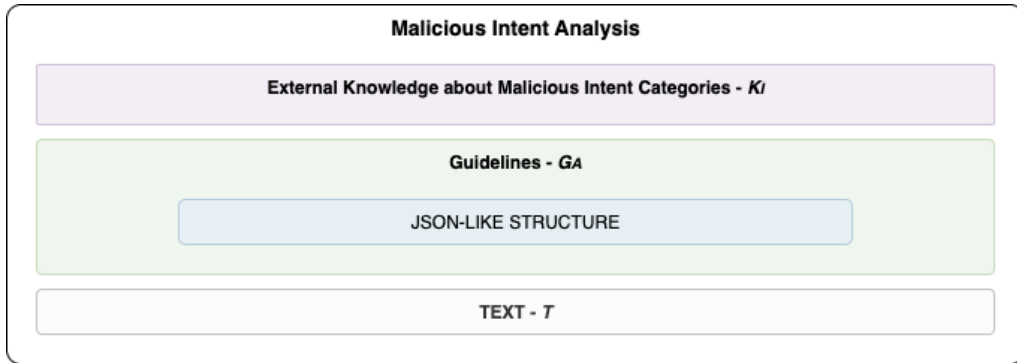 Malicious Intent Analysis
External Knowledge about Malicious Intent Categories - KI
Guidelines - GA
JSON-LIKE STRUCTURE
TEXT - T